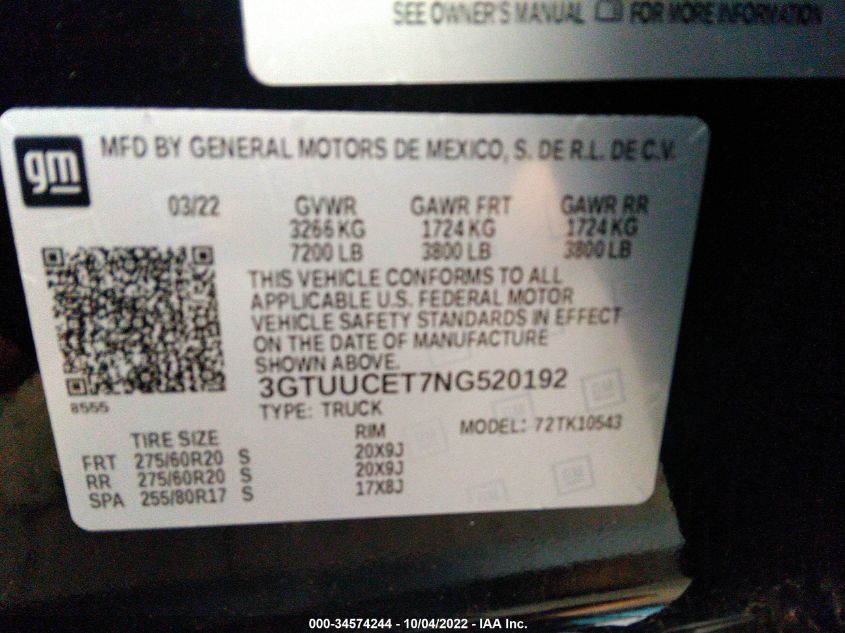 SEE OWNER'S MANUAL FOR MORE INFORMATION
gm MFD BY GENERAL MOTORS DE MEXICO, S. DE R.L. DE C.V.
03/22 GVWR GAWR FRT GAWR RR
3266 KG 1724 KG 1724 KG
7200 LB 3800 LB 3800 LB
THIS VEHICLE CONFORMS TO ALL
APPLICABLE U.S. FEDERAL MOTOR
VEHICLE SAFETY STANDARDS IN EFFECT
ON THE DATE OF MANUFACTURE
SHOWN ABOVE.
3GTUUCET7NG520192
8555
TYPE: TRUCK
MODEL: 72TK10543
TIRE SIZE RIM
FRT 275/60R20 S 20X9J
RR 275/60R20 S 20X9J
SPA 255/80R17 S 17X8J
000-34574244 - 10/04/2022 - IAA Inc.